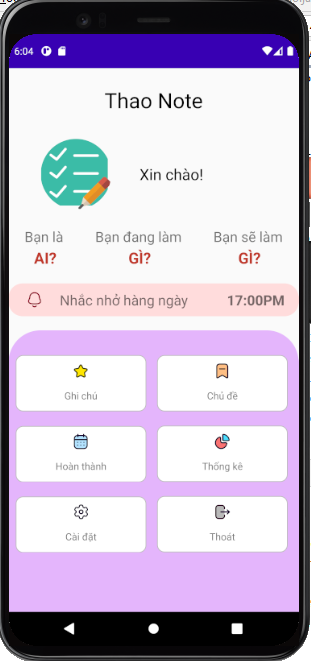 6:04
Thao Note
Xin chào!
Bạn là Bạn đang làm Bạn sẽ làm
AI? GÌ? GÌ?
Nhắc nhở hàng ngày 17:00PM
Ghi chú Chủ đề
Hoàn thành Thống kê
Cài đặt Thoát